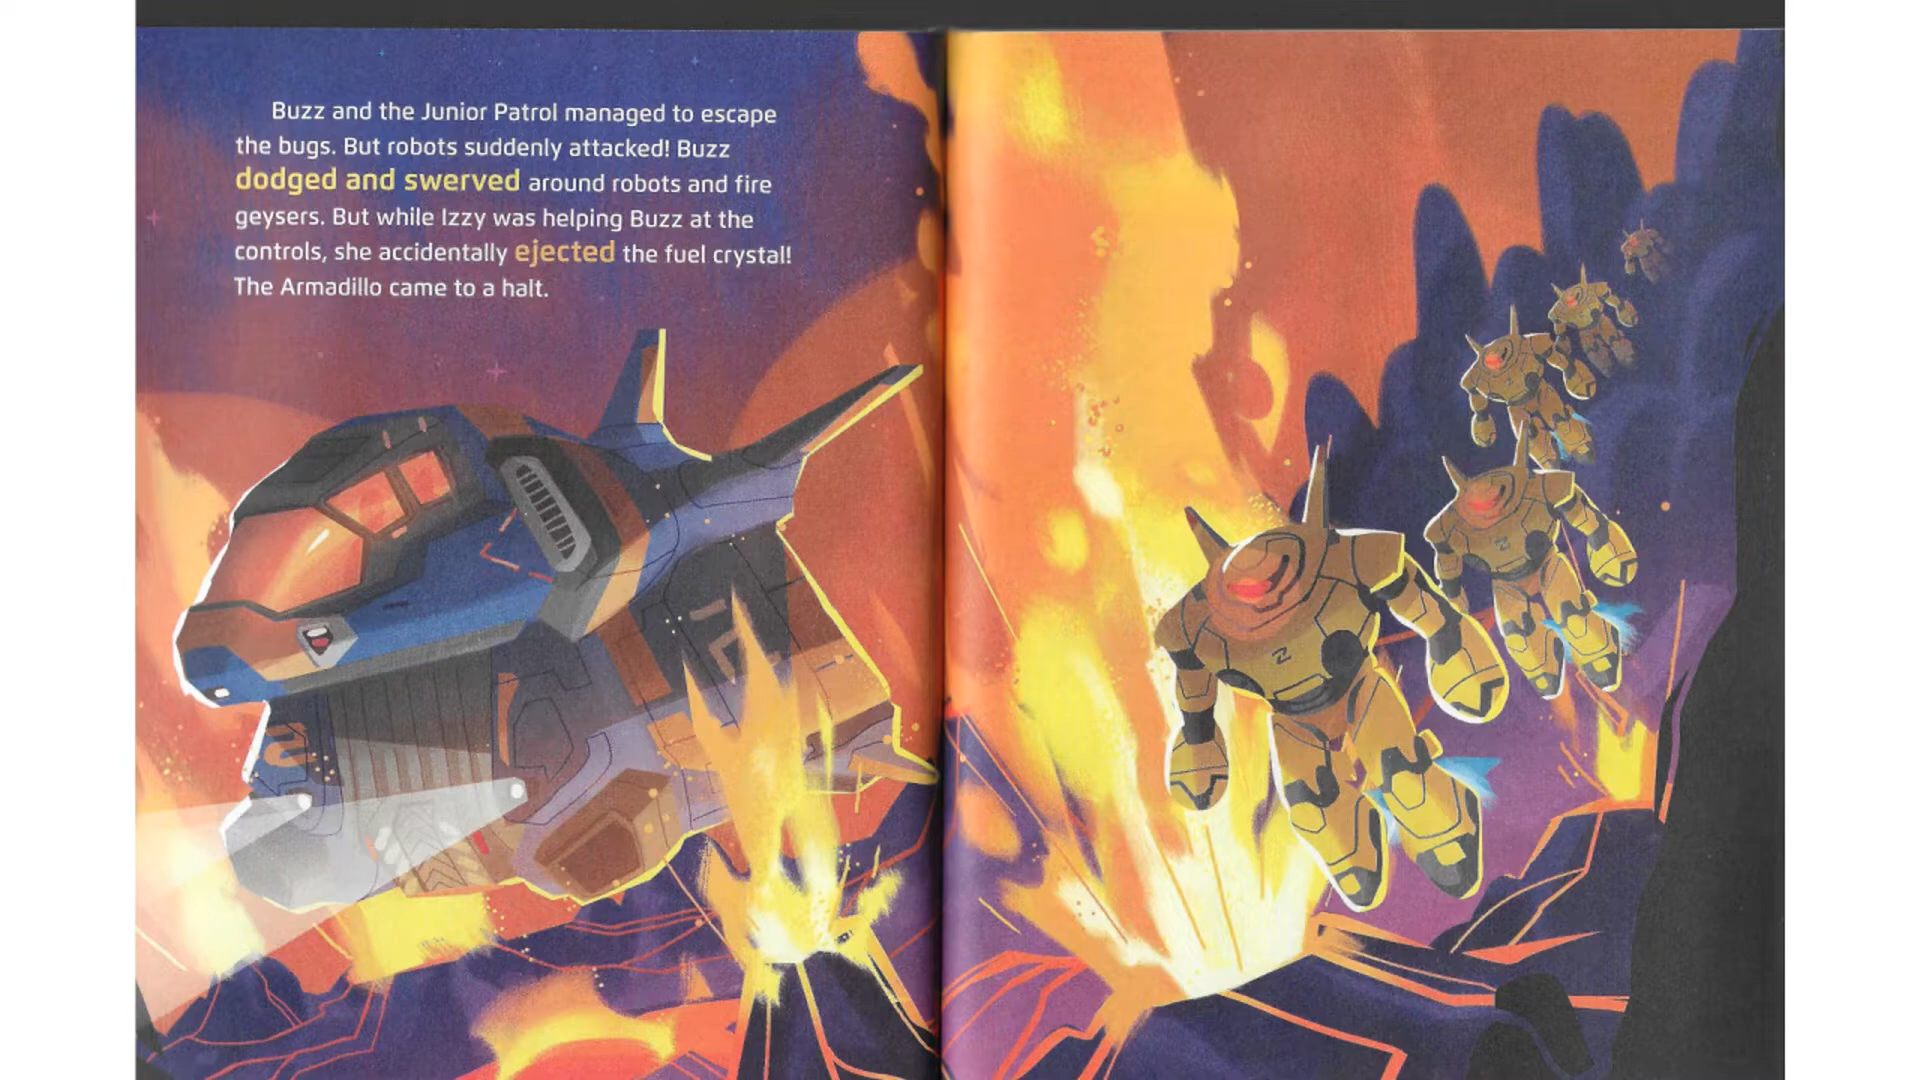 Buzz and the Junior Patrol managed to escape
the bugs. But robots suddenly attacked! Buzz
dodged and swerved around robots and fire
geysers. But while Izzy was helping Buzz at the
controls, she accidentally ejected the fuel crystal!
The Armadillo came to a halt.
Z
Z